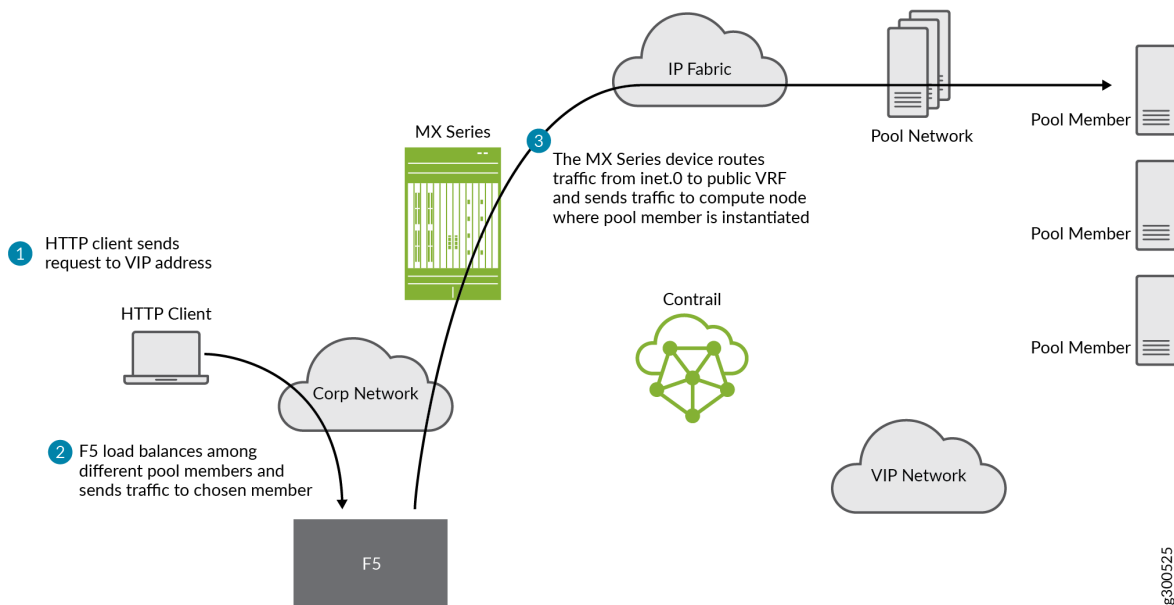 IP Fabric
Pool Network
Pool Member
MX Series
3
The MX Series device routes
traffic from inet.0 to public VRF
and sends traffic to compute node
where pool member is instantiated
Pool Member
1
HTTP client sends
request to VIP address
HTTP Client
Contrail
Pool Member
Corp Network
2
F5 load balances among
different pool members and
sends traffic to chosen member
VIP Network
F5
g300525